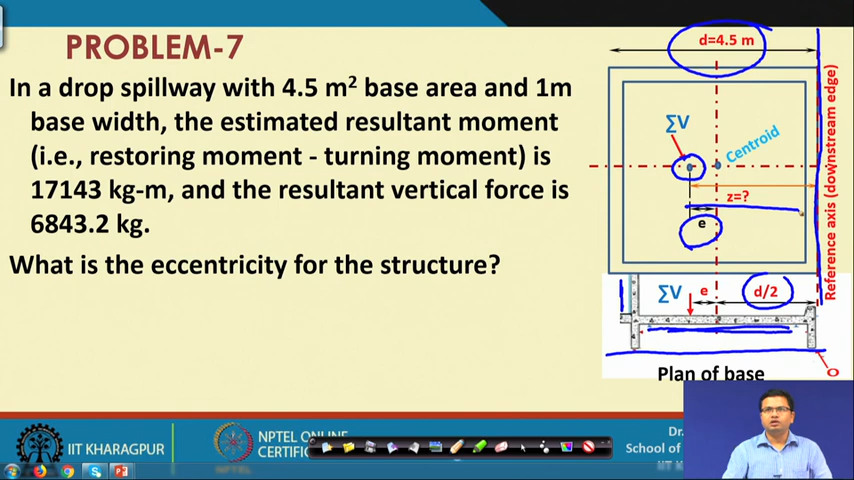 PROBLEM-7
In a drop spillway with 4.5 m² base area and 1m
base width, the estimated resultant moment
(i.e., restoring moment - turning moment) is
17143 kg-m, and the resultant vertical force is
6843.2 kg.
What is the eccentricity for the structure?
d=4.5 m
∑V
Centroid
z=?
e
Reference axis (downstream edge)
∑V
e
d/2
Plan of base
O
IIT KHARAGPUR
NPTEL ONLINE
CERTIFIC
Dr.
School of
IIT K